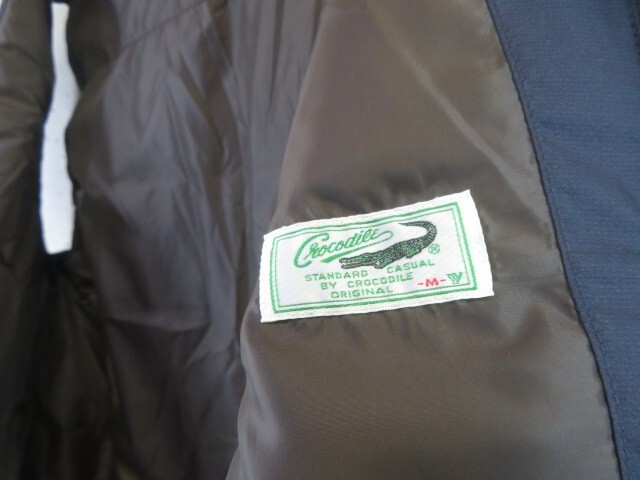 Crocodile
®
STANDARD CASUAL
BY CROCODILE
ORIGINAL -M-